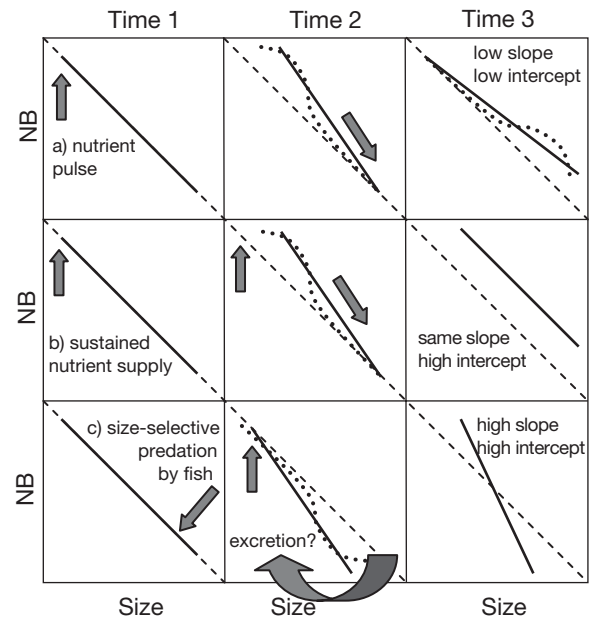 Time 1
Time 2
Time 3
NB
a) nutrient
pulse
low slope
low intercept
NB
b) sustained
nutrient supply
same slope
high intercept
NB
c) size-selective
predation
by fish
excretion?
high slope
high intercept
Size
Size
Size